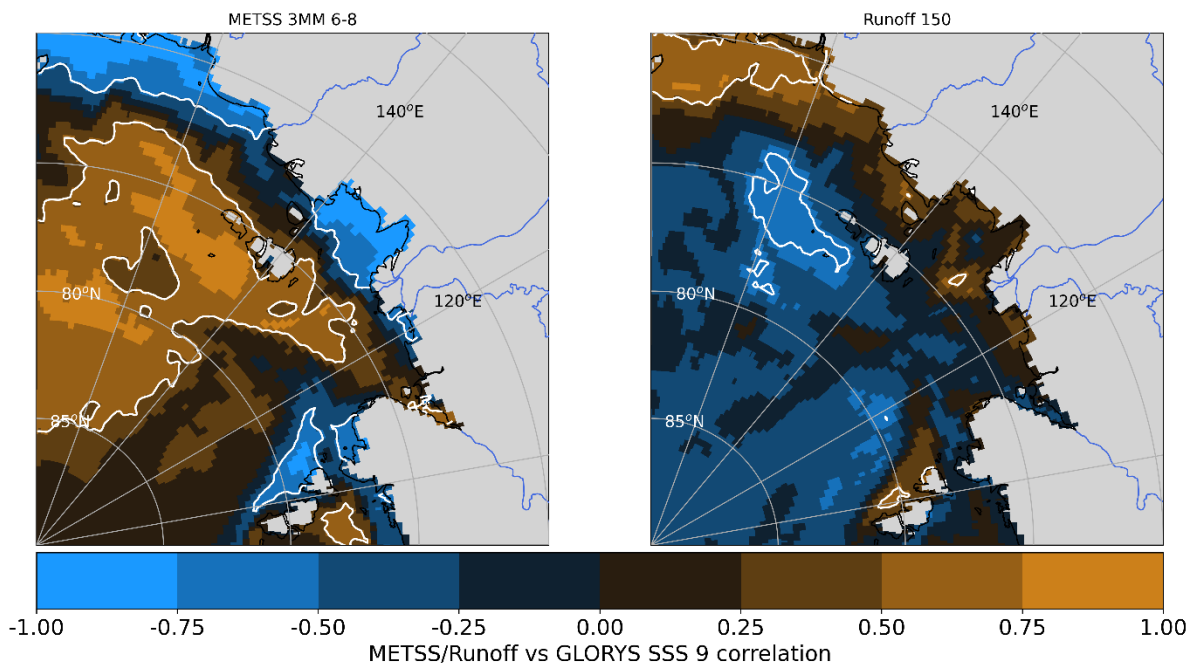 METSS 3MM 6-8
Runoff 150
140°E
140°E
120°E
120°E
80°N
80°N
85°N
85°N
-1.00 -0.75 -0.50 -0.25 0.00 0.25 0.50 0.75 1.00
METSS/Runoff vs GLORYS SSS 9 correlation